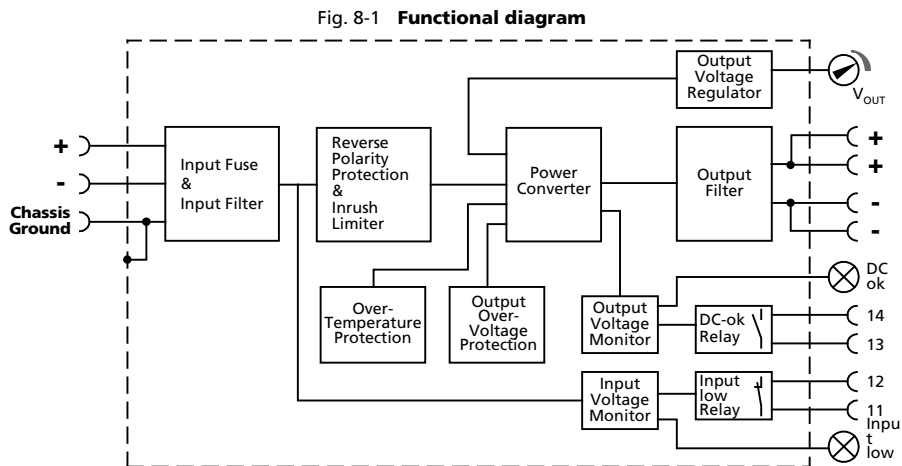 Fig. 8-1 Functional diagram
Output
Voltage
Regulator
V OUT
+
-
Chassis
Ground
Input Fuse
&
Input Filter
Reverse
Polarity
Protection
&
Inrush
Limiter
Power
Converter
Output
Filter
+
+
-
-
Over-
Temperature
Protection
Output
Over-
Voltage
Protection
Output
Voltage
Monitor
DC-ok
Relay
DC
ok
14
13
Input
Voltage
Monitor
Input
low
Relay
12
11
Inpu
t
low